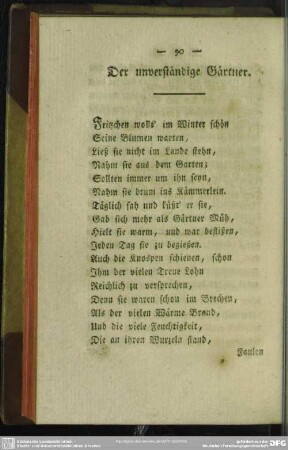 — 90 —
Der unverständige Gärtner.
Fritzchen wollt' im Winter schön
Seine Blumen warten,
Ließ sie nicht im Lande stehn,
Nahm sie aus dem Garten;
Sollten immer um ihn seyn,
Nahm sie drum ins Kämmerlein.
Täglich sah und küßt' er sie,
Gab sich mehr als Gärtner Müh,
Hielt sie warm, und war beflißen,
Jeden Tag sie zu begießen.
Auch die Knospen schienen, schon
Ihm der vielen Treue Lohn
Reichlich zu versprechen,
Denn sie waren schon im Brechen,
Als der vielen Wärme Brand,
Und die viele Feuchtigkeit,
Die an ihren Wurzeln stand,
Faulen
DFG